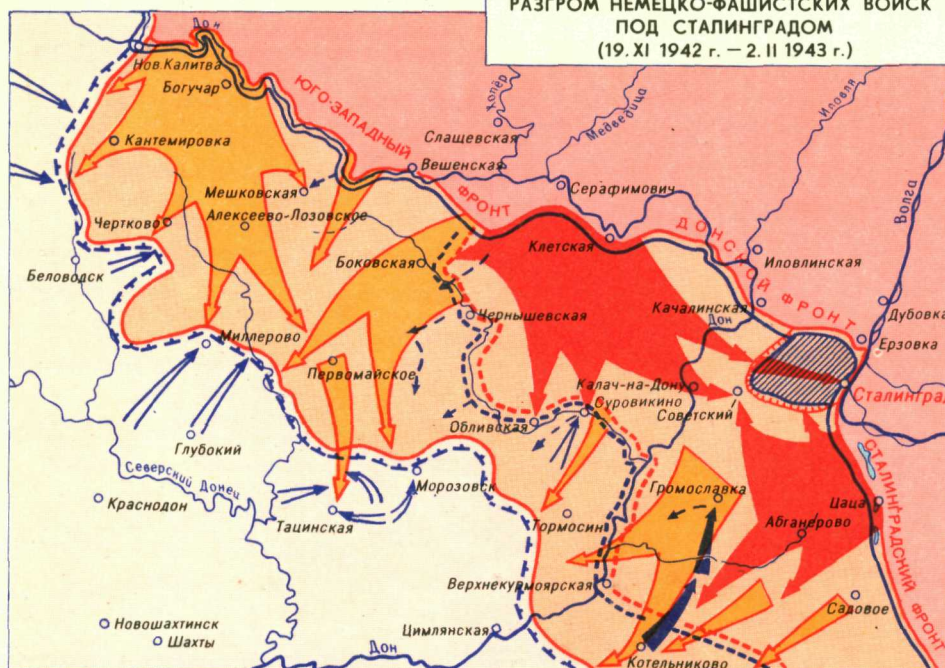 РАЗГРОМ НЕМЕЦКО-ФАШИСТСКИХ ВОЙСК
ПОД СТАЛИНГРАДОМ
(19.XI 1942 г. — 2.II 1943 г.)
Дон
Нов.Калитва
Богучар
ЮГО-ЗАПАДНЫЙ
ФРОНТ
Хопёр
Медведица
Иловля
Волга
Слащевская
Кантемировка
Вешенская
Серафимович
Мешковская
Алексеево-Лозовское
Чертково
Клетская
ДОНСКОЙ ФРОНТ
Беловодск
Боковская
Иловлинская
Качалинская
Дон
Дубовка
Чернышевская
Миллерово
Ерзовка
Первомайское
Калач-на-Дону
Суровикино
Советский
Сталинград
Обливская
Глубокий
Северский Донец
Морозовск
Громославка
СТАЛИНГРАДСКИЙ ФРОНТ
Краснодон
Тацинская
Тормосин
Цаца
Абганерово
Верхнекурмоярская
Садовое
Новошахтинск
Шахты
Цимлянская
Дон
Котельниково